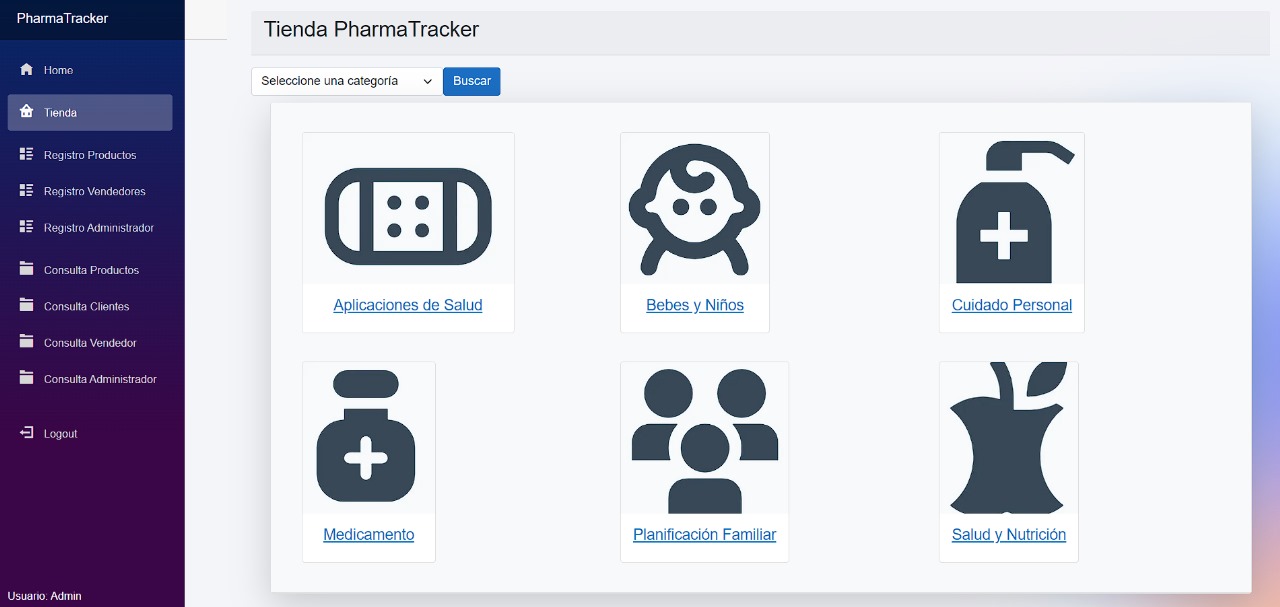 PharmaTracker
Home
Tienda
Registro Productos
Registro Vendedores
Registro Administrador
Consulta Productos
Consulta Clientes
Consulta Vendedor
Consulta Administrador
Logout
Usuario: Admin
Tienda PharmaTracker
Seleccione una categoría
Buscar
Aplicaciones de Salud
Bebes y Niños
Cuidado Personal
Medicamento
Planificación Familiar
Salud y Nutrición